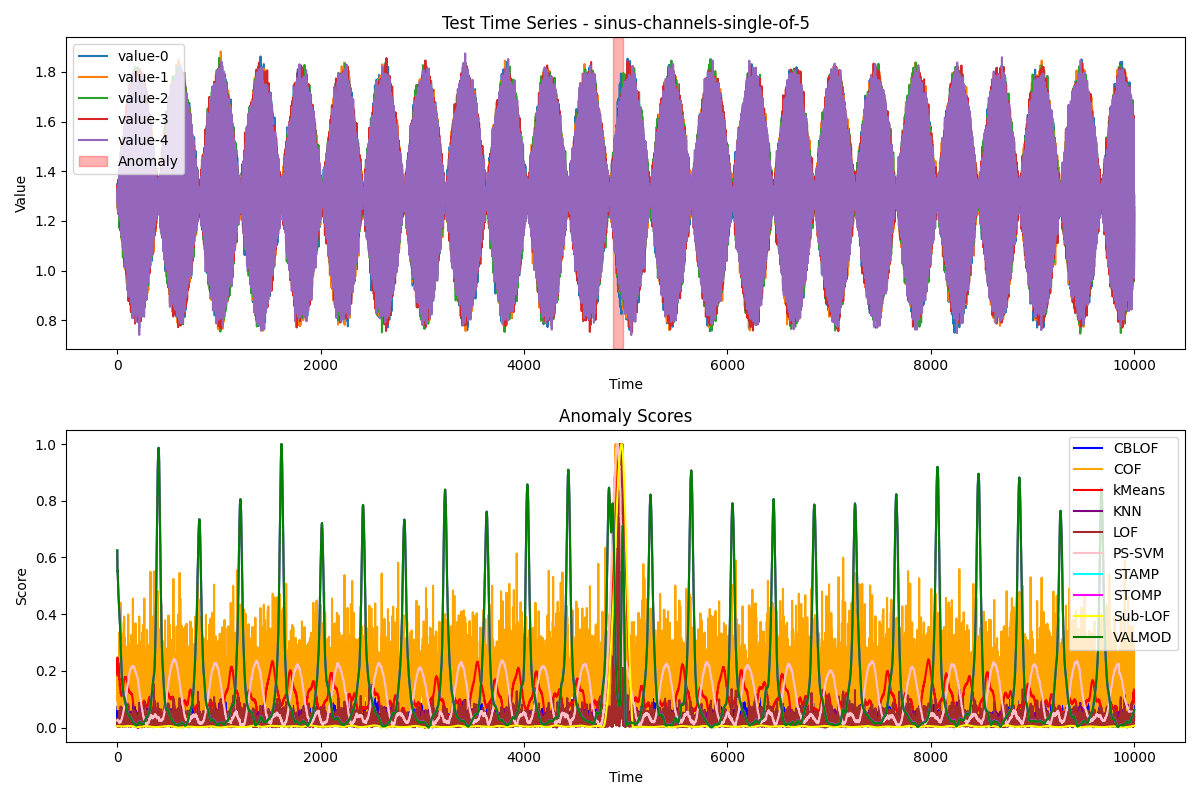 Test Time Series - sinus-channels-single-of-5
value-0
value-1
value-2
value-3
value-4
Anomaly
Value
1.8
1.6
1.4
1.2
1.0
0.8
0 2000 4000 6000 8000 10000
Time
Anomaly Scores
CBLOF
COF
kMeans
KNN
LOF
PS-SVM
STAMP
STOMP
Sub-LOF
VALMOD
Score
1.0
0.8
0.6
0.4
0.2
0.0
0 2000 4000 6000 8000 10000
Time